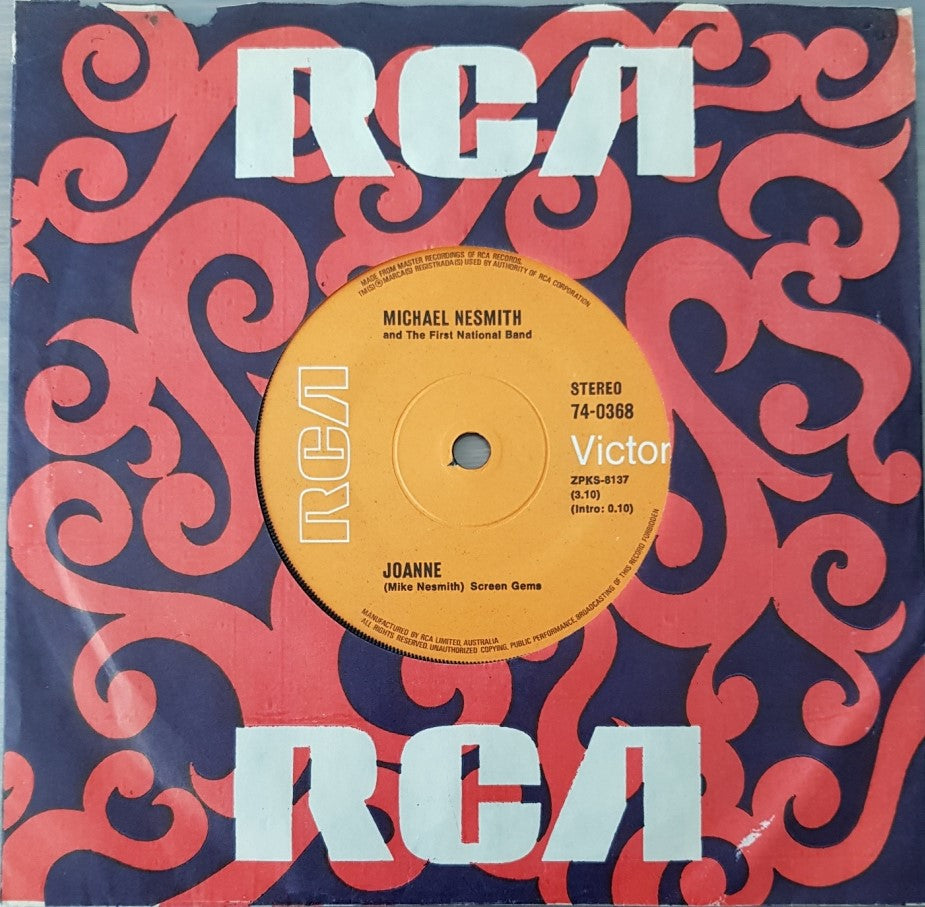 RCA
MADE FROM MASTER RECORDINGS OF RCA RECORDS.
TM(S)® MARCA(S) REGISTRADA(S) USED BY AUTHORITY OF RCA CORPORATION
MICHAEL NESMITH
and The First National Band
RCA
STEREO
74-0368
Victor
ZPKS-8137
(3.10)
(Intro: 0.10)
JOANNE
(Mike Nesmith) Screen Gems
MANUFACTURED BY RCA LIMITED, AUSTRALIA
ALL RIGHTS RESERVED. UNAUTHORIZED COPYING, PUBLIC PERFORMANCE, BROADCASTING OF THIS RECORD FORBIDDEN
RCA